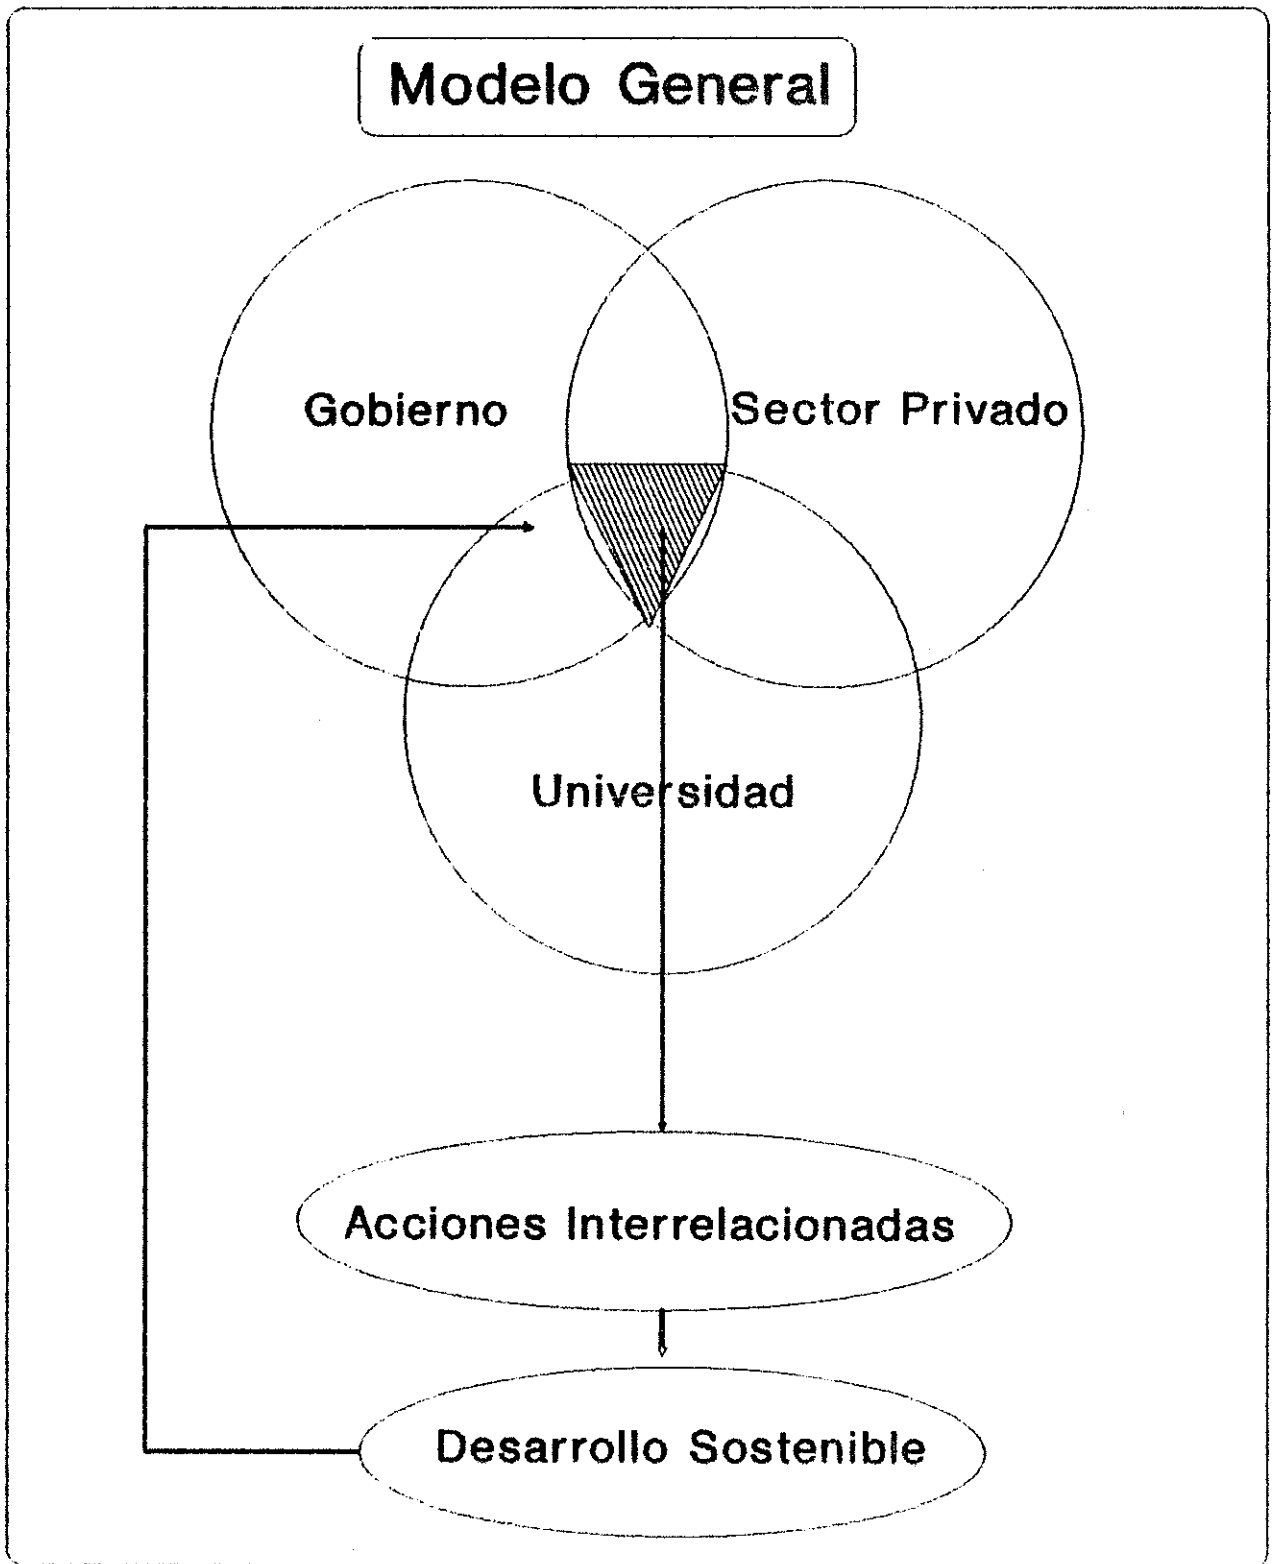 Modelo General
Gobierno
Sector Privado
Universidad
Acciones Interrelacionadas
Desarrollo Sostenible